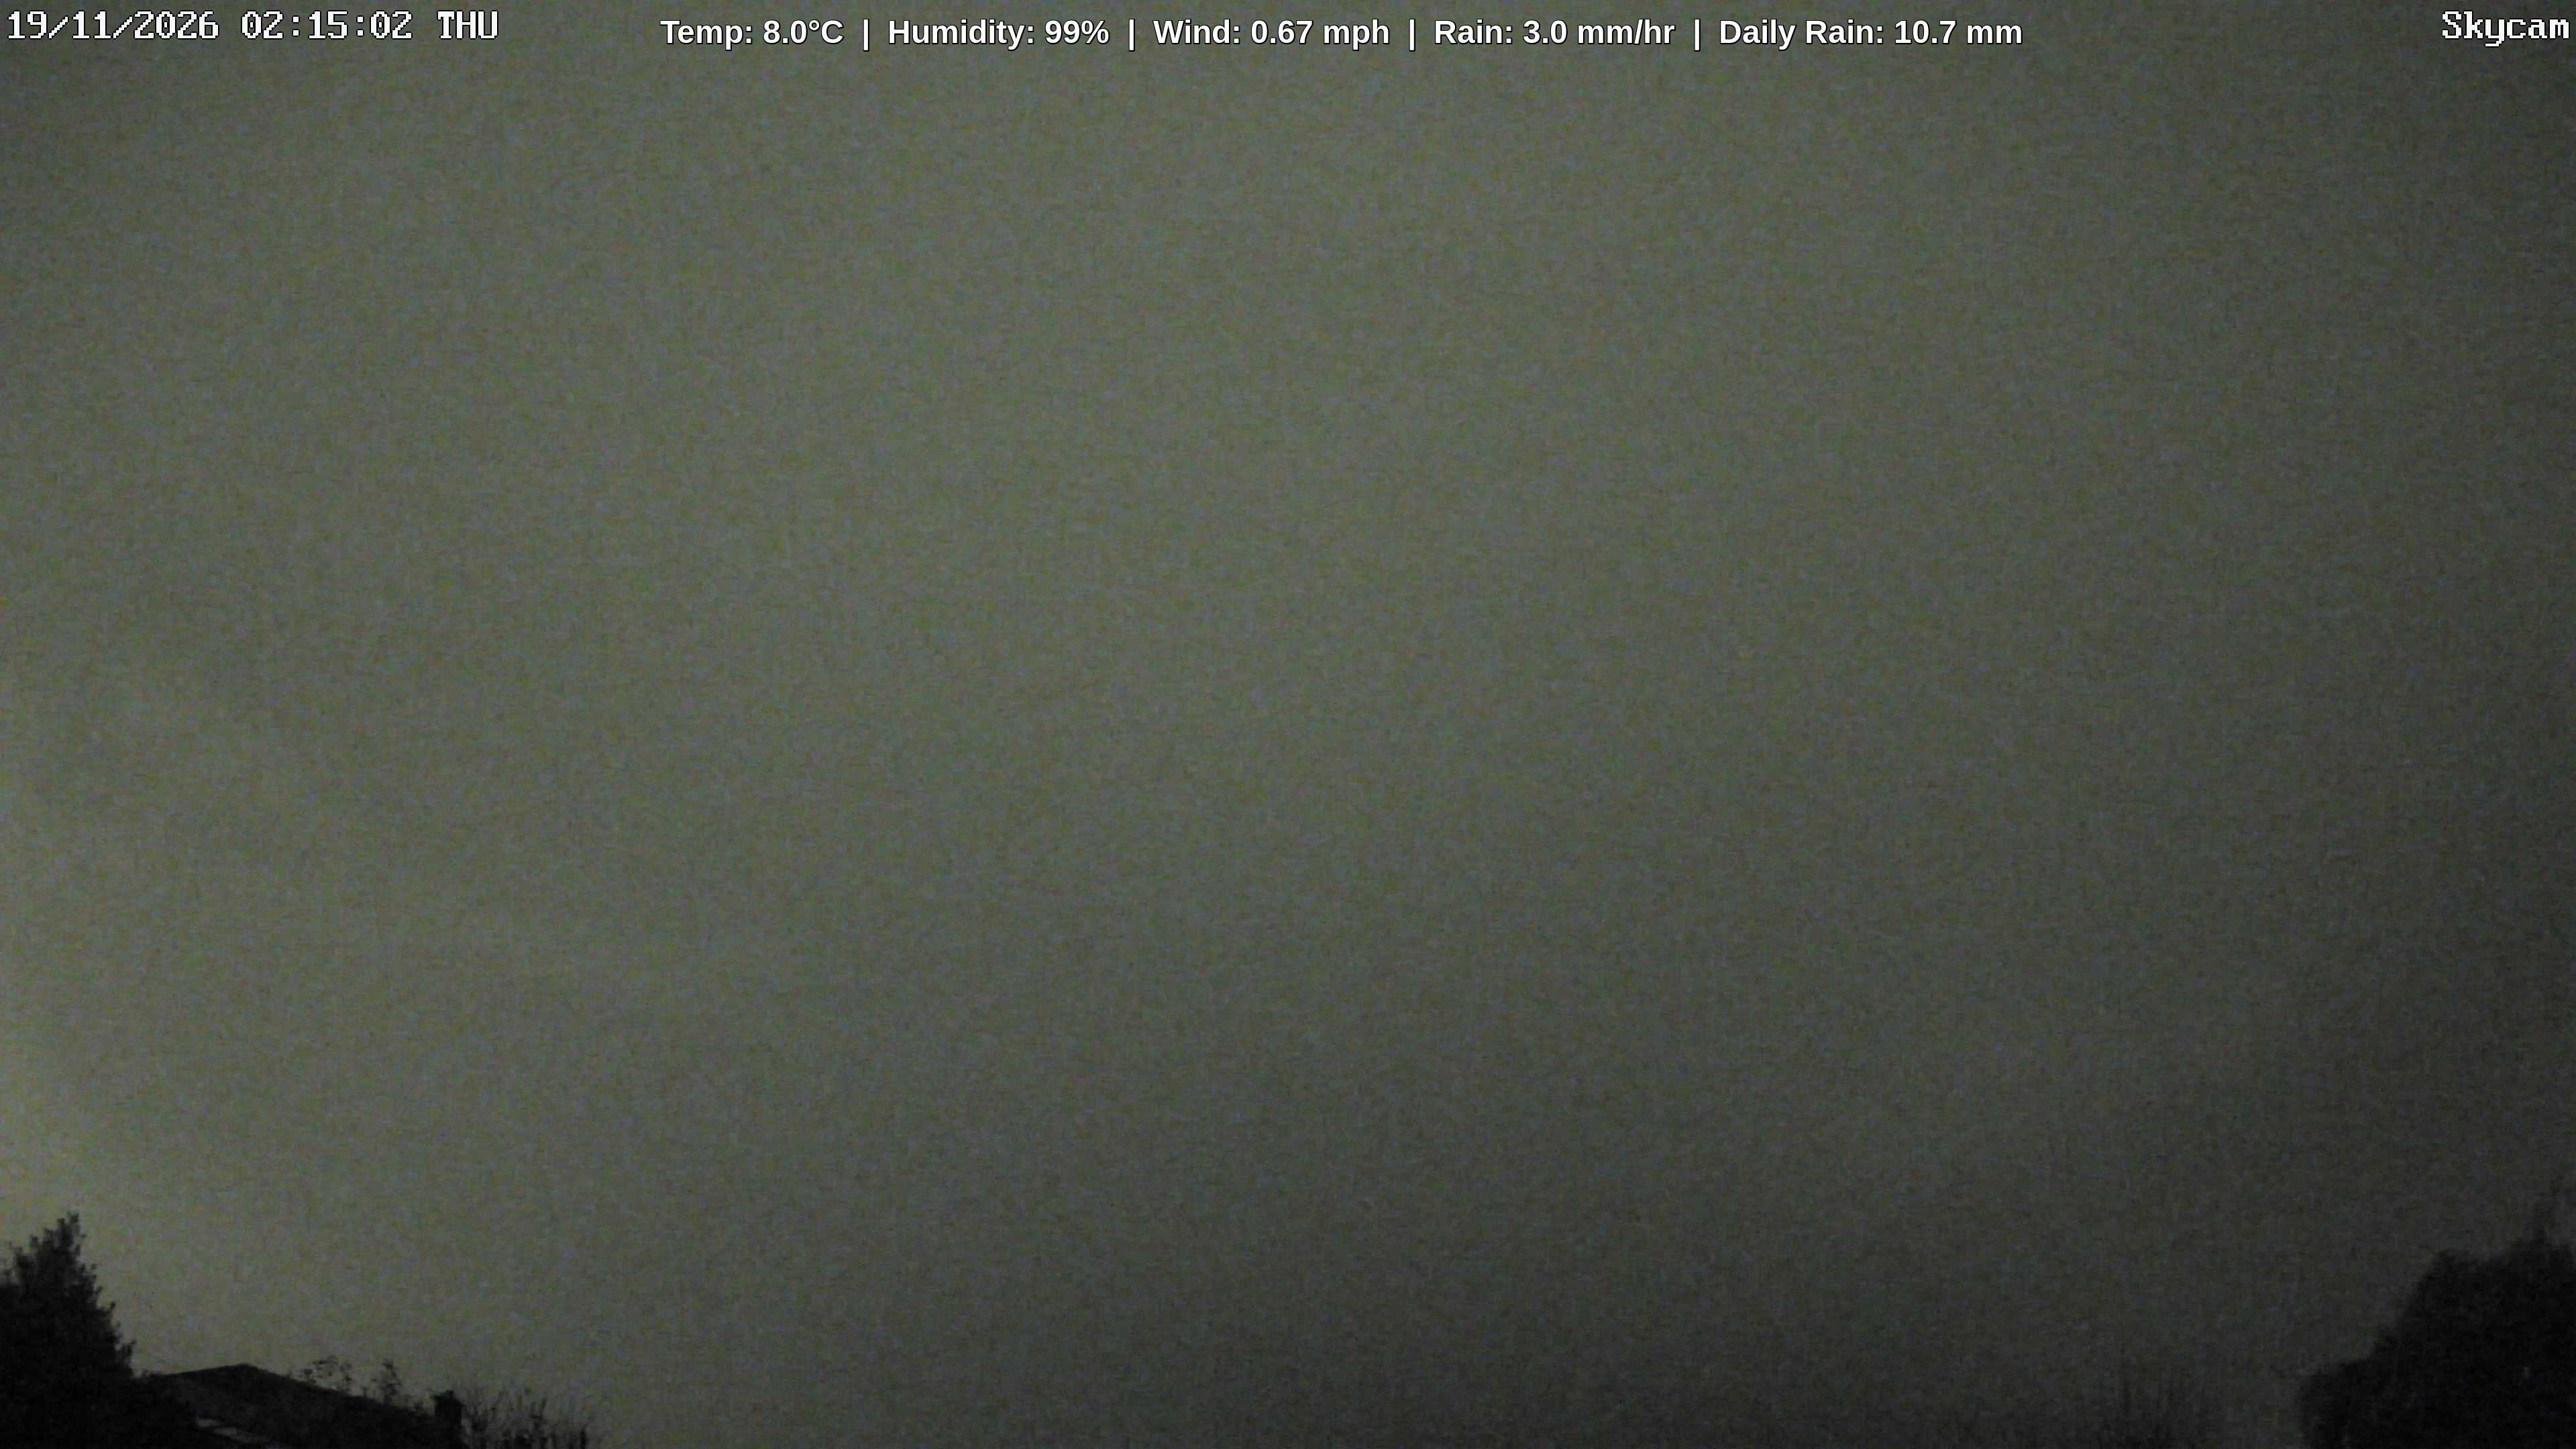 19/11/2026 02:15:02 THU
Temp: 8.0°C | Humidity: 99% | Wind: 0.67 mph | Rain: 3.0 mm/hr | Daily Rain: 10.7 mm
Skycam